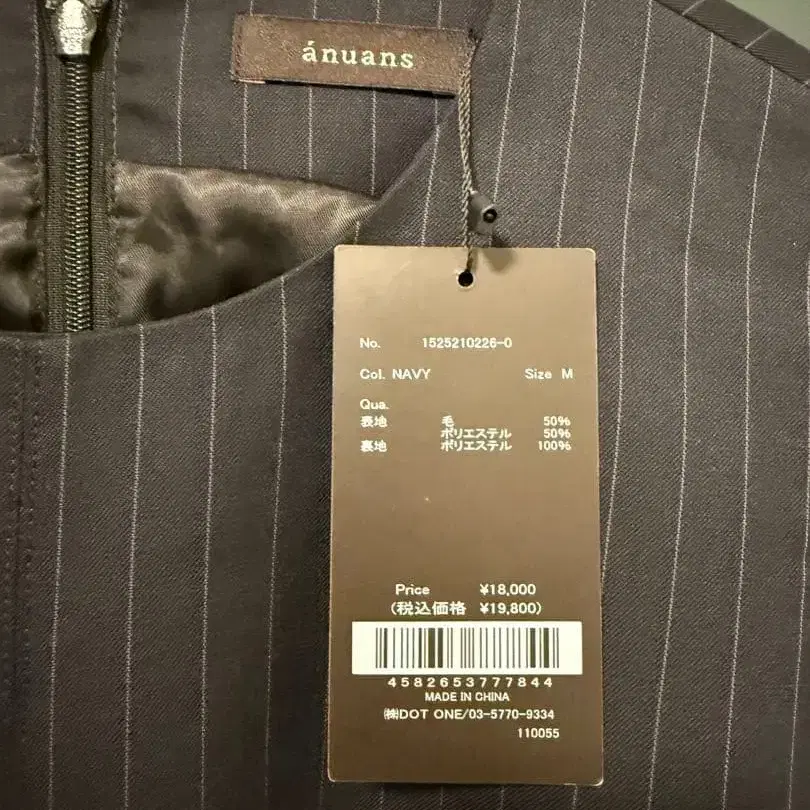 ánuans
No. 1525210226-0
Col. NAVY Size M
Qua.
表地 毛 50%
ポリエステル 50%
裏地 ポリエステル 100%
Price ¥18,000
(税込価格 ¥19,800)
4582653777844
MADE IN CHINA
㈱DOT ONE/03-5770-9334
110055